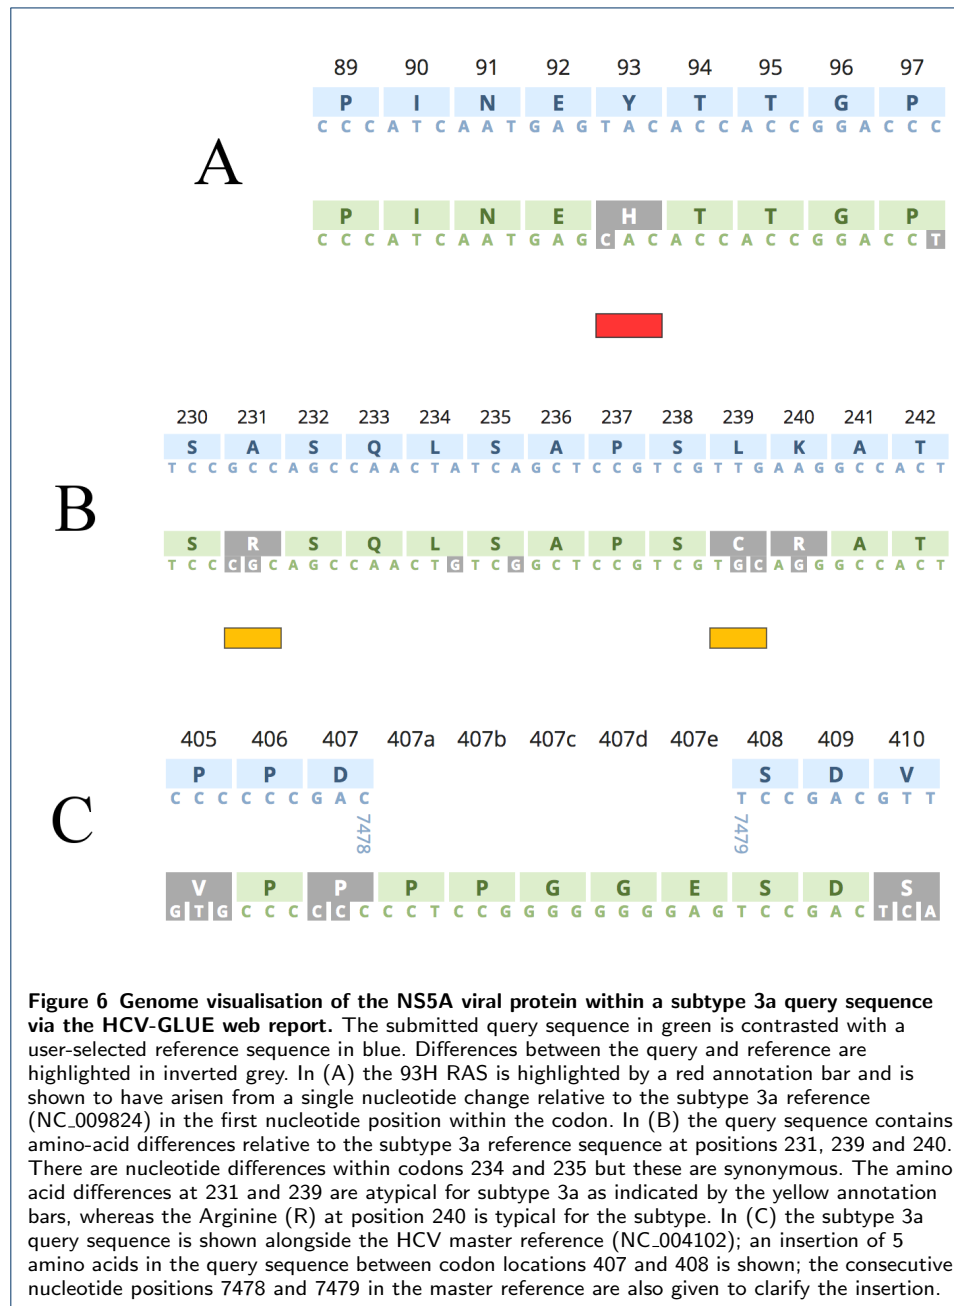 89 90 91 92 93 94 95 96 97
P I N E Y T T G P
C C C A T C A A T G A G T A C A C C A C C G G A C C C
A
P I N E H T T G P
C C C A T C A A T G A G C A C A C C A C C G G A C C T
230 231 232 233 234 235 236 237 238 239 240 241 242
S A S Q L S A P S L K A T
T C C G C C A G C C A A C T A T C A G C T C C G T C G T T G A A G G C C A C T
B
S R S Q L S A P S C R A T
T C C C G C A G C C A A C T G T C G G C T C C G T C G T G C A G G G C C A C T
405 406 407 407a 407b 407c 407d 407e 408 409 410
P P D S D V
C C C C C C G A C T C C G A C G T T
7478 7479
C
V P P P P G G E S D S
G T G C C C C C C C C T C C G G G G G G G G A G T C C G A C T C A
Figure 6 Genome visualisation of the NS5A viral protein within a subtype 3a query sequence
via the HCV-GLUE web report. The submitted query sequence in green is contrasted with a
user-selected reference sequence in blue. Differences between the query and reference are
highlighted in inverted grey. In (A) the 93H RAS is highlighted by a red annotation bar and is
shown to have arisen from a single nucleotide change relative to the subtype 3a reference
(NC_009824) in the first nucleotide position within the codon. In (B) the query sequence contains
amino-acid differences relative to the subtype 3a reference sequence at positions 231, 239 and 240.
There are nucleotide differences within codons 234 and 235 but these are synonymous. The amino
acid differences at 231 and 239 are atypical for subtype 3a as indicated by the yellow annotation
bars, whereas the Arginine (R) at position 240 is typical for the subtype. In (C) the subtype 3a
query sequence is shown alongside the HCV master reference (NC_004102); an insertion of 5
amino acids in the query sequence between codon locations 407 and 408 is shown; the consecutive
nucleotide positions 7478 and 7479 in the master reference are also given to clarify the insertion.